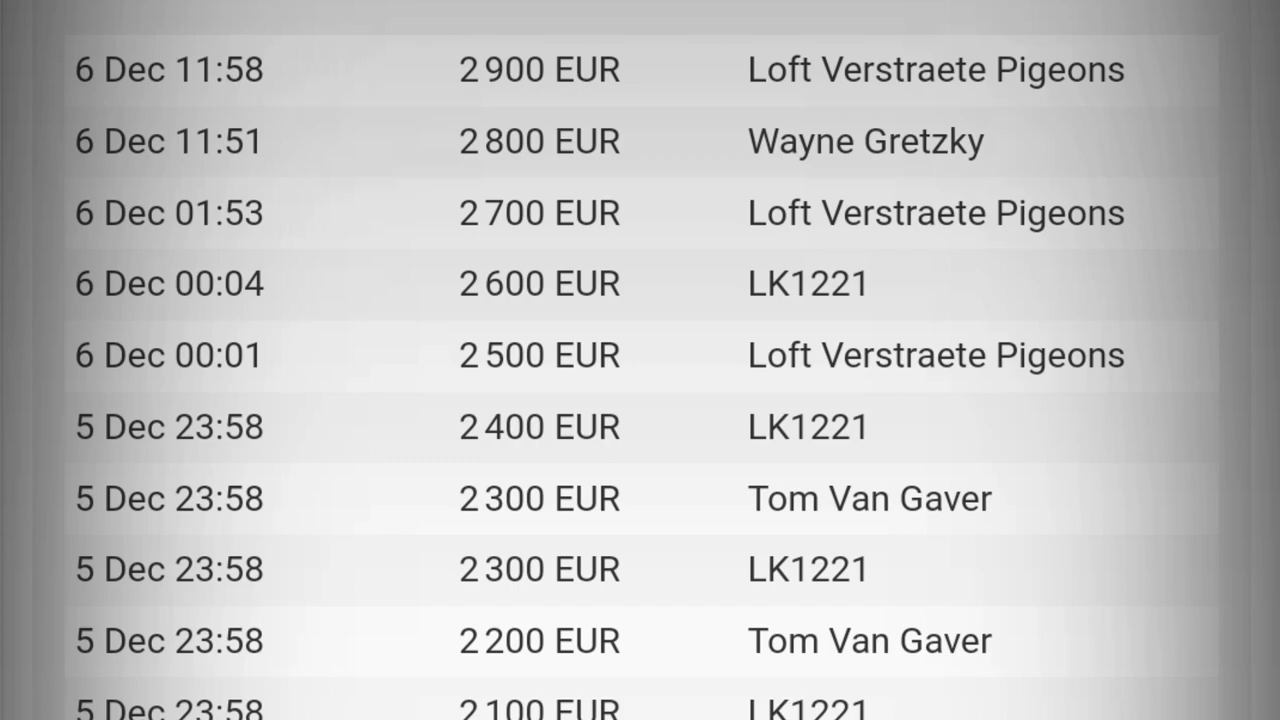 6 Dec 11:58 2 900 EUR Loft Verstraete Pigeons
6 Dec 11:51 2 800 EUR Wayne Gretzky
6 Dec 01:53 2 700 EUR Loft Verstraete Pigeons
6 Dec 00:04 2 600 EUR LK1221
6 Dec 00:01 2 500 EUR Loft Verstraete Pigeons
5 Dec 23:58 2 400 EUR LK1221
5 Dec 23:58 2 300 EUR Tom Van Gaver
5 Dec 23:58 2 300 EUR LK1221
5 Dec 23:58 2 200 EUR Tom Van Gaver
5 Dec 23:58 2 100 EUR LK1221